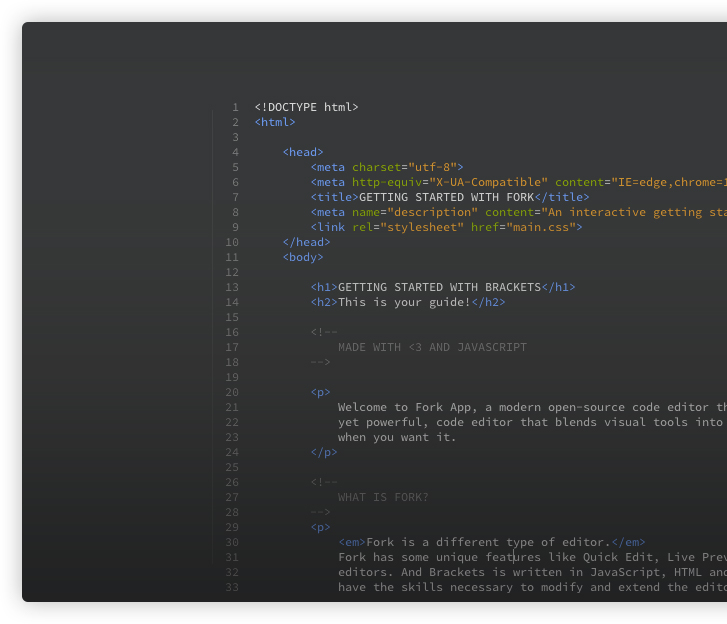 1 <!DOCTYPE html>
2 <html>
3
4 <head>
5 <meta charset="utf-8">
6 <meta http-equiv="X-UA-Compatible" content="IE=edge,chrome=1
7 <title>GETTING STARTED WITH FORK</title>
8 <meta name="description" content="An interactive getting sta
9 <link rel="stylesheet" href="main.css">
10 </head>
11 <body>
12
13 <h1>GETTING STARTED WITH BRACKETS</h1>
14 <h2>This is your guide!</h2>
15
16 <!--
17 MADE WITH <3 AND JAVASCRIPT
18 -->
19
20 <p>
21 Welcome to Fork App, a modern open-source code editor th
22 yet powerful, code editor that blends visual tools into
23 when you want it.
24 </p>
25
26 <!--
27 WHAT IS FORK?
28 -->
29 <p>
30 <em>Fork is a different type of editor.</em>
31 Fork has some unique features like Quick Edit, Live Prev
32 editors. And Brackets is written in JavaScript, HTML and
33 have the skills necessary to modify and extend the edito